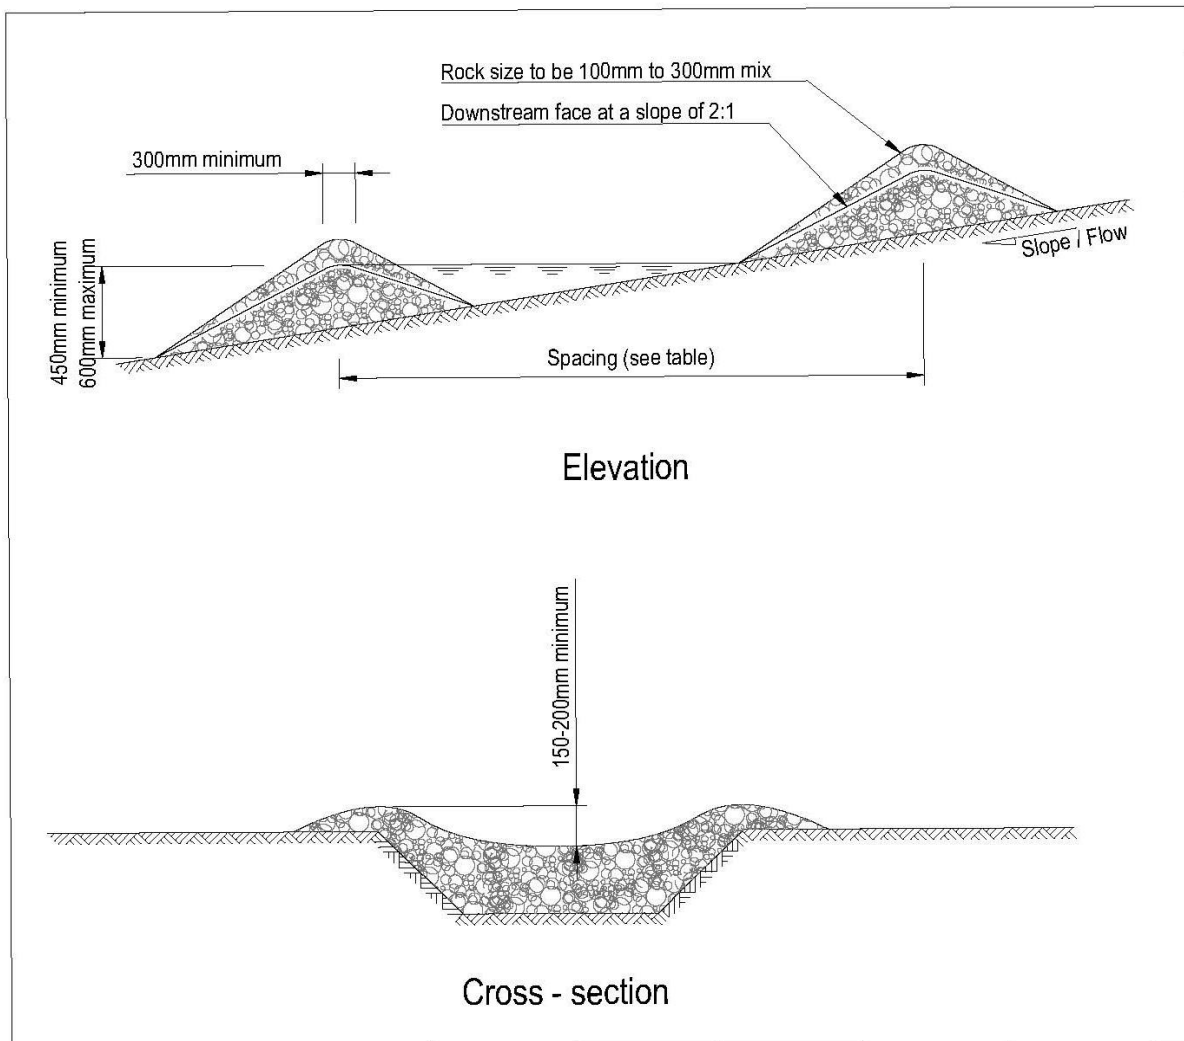 Rock size to be 100mm to 300mm mix
Downstream face at a slope of 2:1
300mm minimum
450mm minimum
600mm maximum
Slope / Flow
Spacing (see table)
Elevation
150-200mm minimum
Cross - section